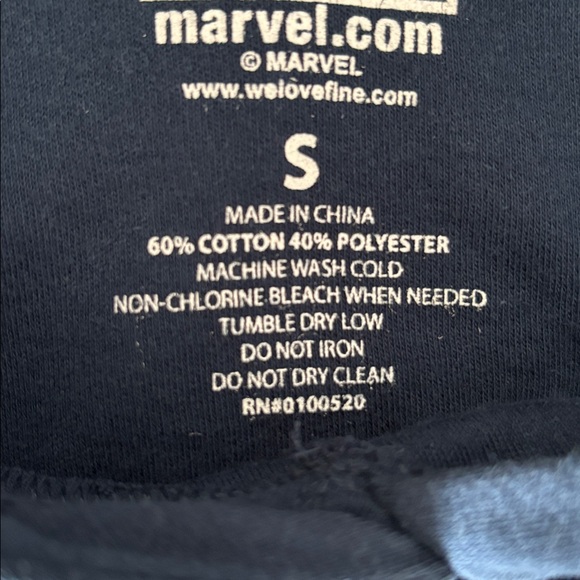 marvel.com
© MARVEL
www.welovefine.com
S
MADE IN CHINA
60% COTTON 40% POLYESTER
MACHINE WASH COLD
NON-CHLORINE BLEACH WHEN NEEDED
TUMBLE DRY LOW
DO NOT IRON
DO NOT DRY CLEAN
RN#0100520